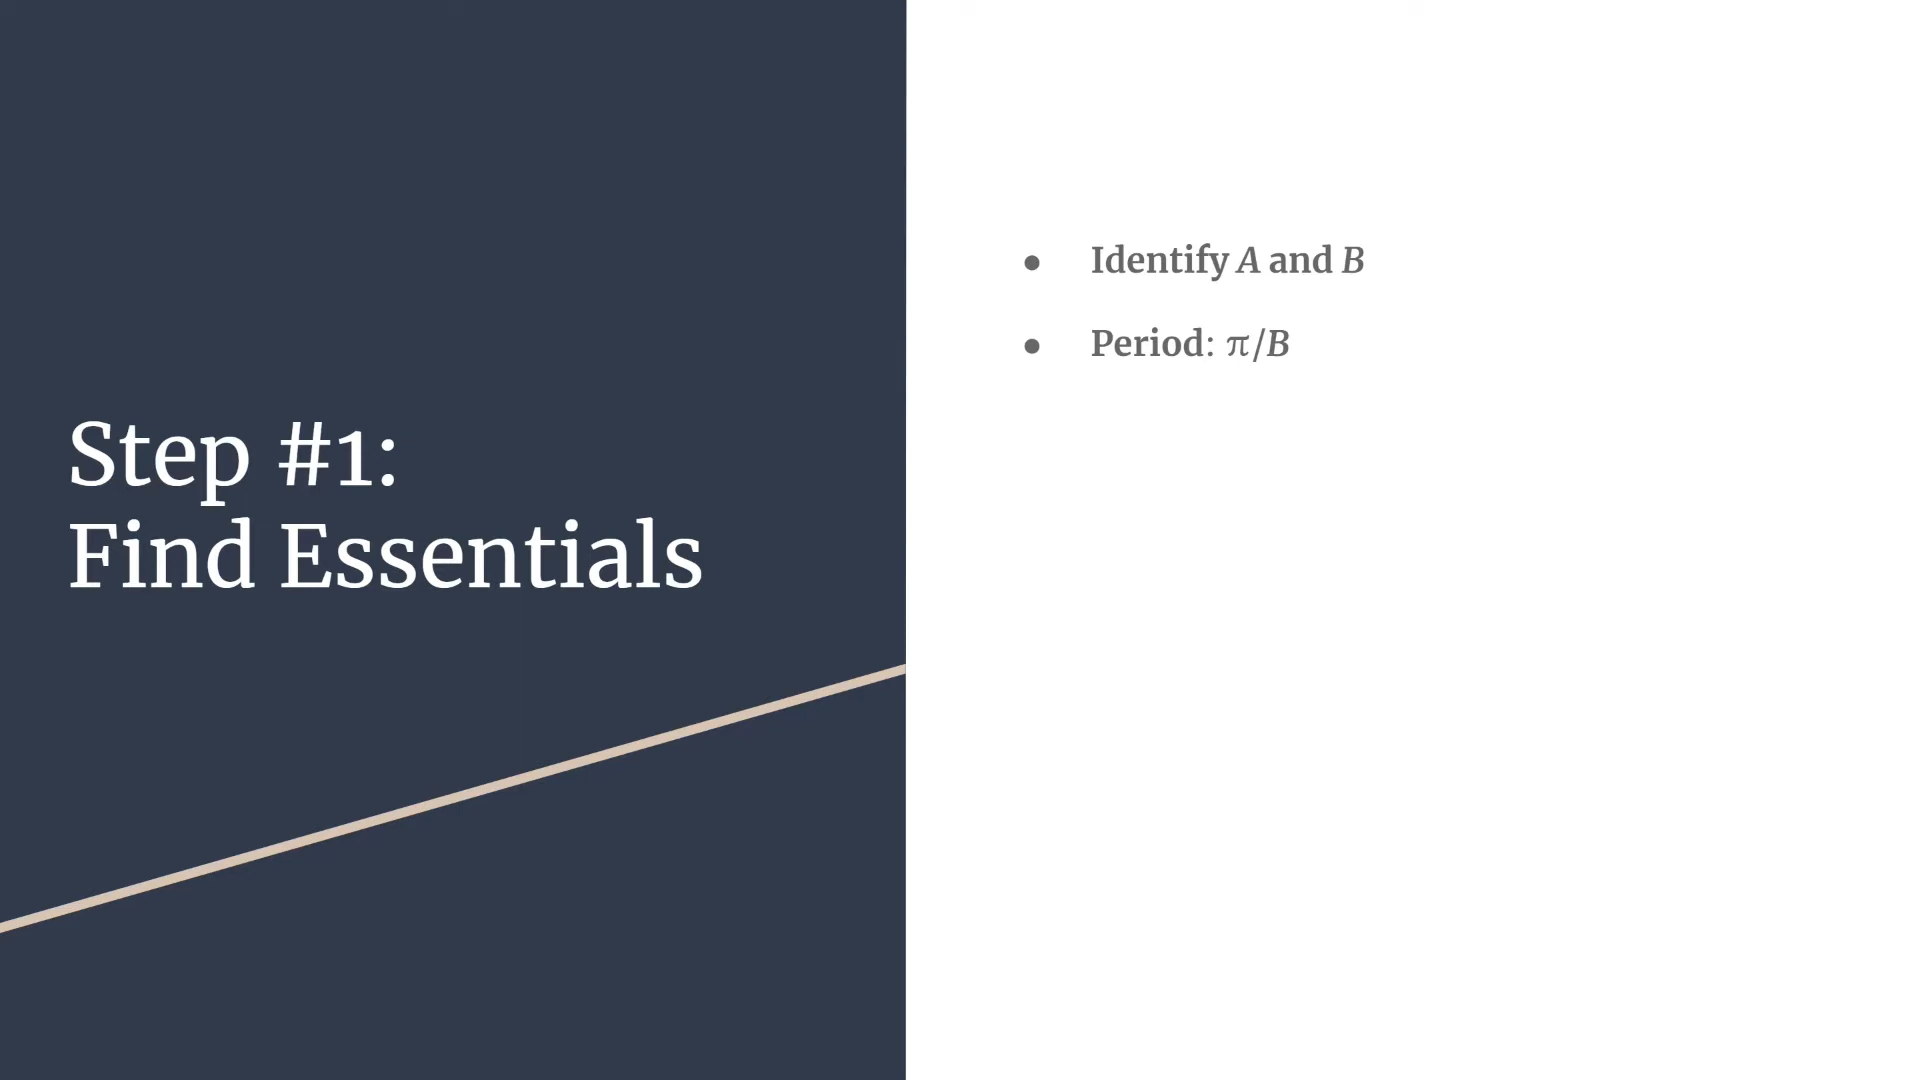 Step #1:
Find Essentials
● Identify A and B
● Period: π/B